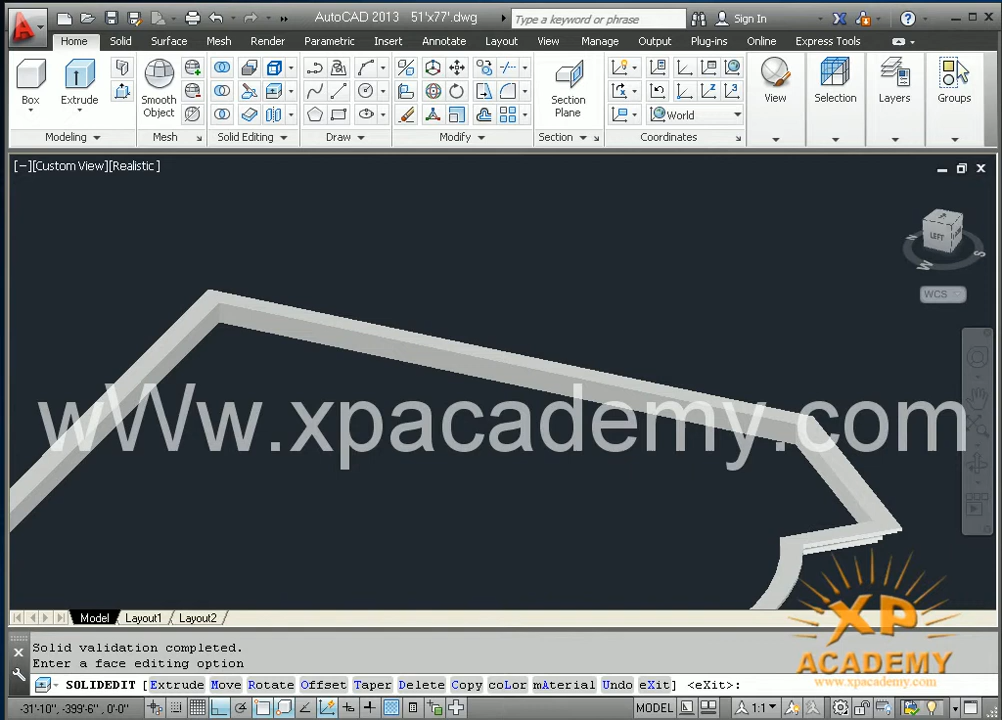 AutoCAD 2013 51'x77'.dwg
Type a keyword or phrase
Sign In
Home Solid Surface Mesh Render Parametric Insert Annotate Layout View Manage Output Plug-ins Online Express Tools
Box
Extrude
Smooth
Object
World
Section
Plane
View
Selection
Layers
Groups
Modeling
Mesh
Solid Editing
Draw
Modify
Section
Coordinates
[−][Custom View][Realistic]
LEFT
N
W
S
WCS
wWw.xpacademy.com
XP
ACADEMY
www.xpacademy.com
Model Layout1 Layout2
Solid validation completed.
Enter a face editing option
SOLIDEDIT [Extrude Move Rotate Offset Taper Delete Copy coLor mAterial Undo eXit] <eXit>:
-31'-10", -399'-6", 0'-0"
MODEL
1:1